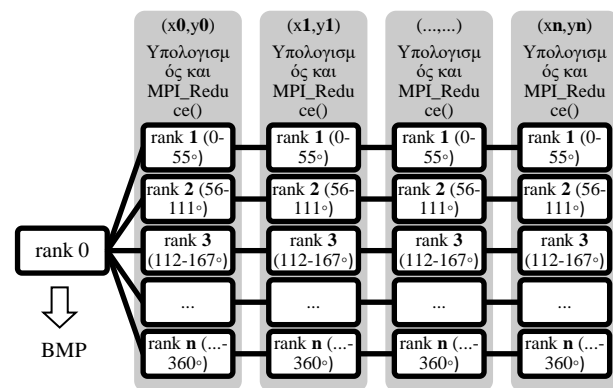 (x0,y0)
Υπολογισμ
ός και
MPI_Redu
ce()
(x1,y1)
Υπολογισμ
ός και
MPI_Redu
ce()
(...,...)
Υπολογισμ
ός και
MPI_Redu
ce()
(xn,yn)
Υπολογισμ
ός και
MPI_Redu
ce()
rank 0
BMP
rank 1 (0-
55◦)
rank 2 (56-
111◦)
rank 3
(112-167◦)
...
rank n (...-
360◦)
rank 1 (0-
55◦)
rank 2 (56-
111◦)
rank 3
(112-167◦)
...
rank n (...-
360◦)
rank 1 (0-
55◦)
rank 2 (56-
111◦)
rank 3
(112-167◦)
...
rank n (...-
360◦)
rank 1 (0-
55◦)
rank 2 (56-
111◦)
rank 3
(112-167◦)
...
rank n (...-
360◦)